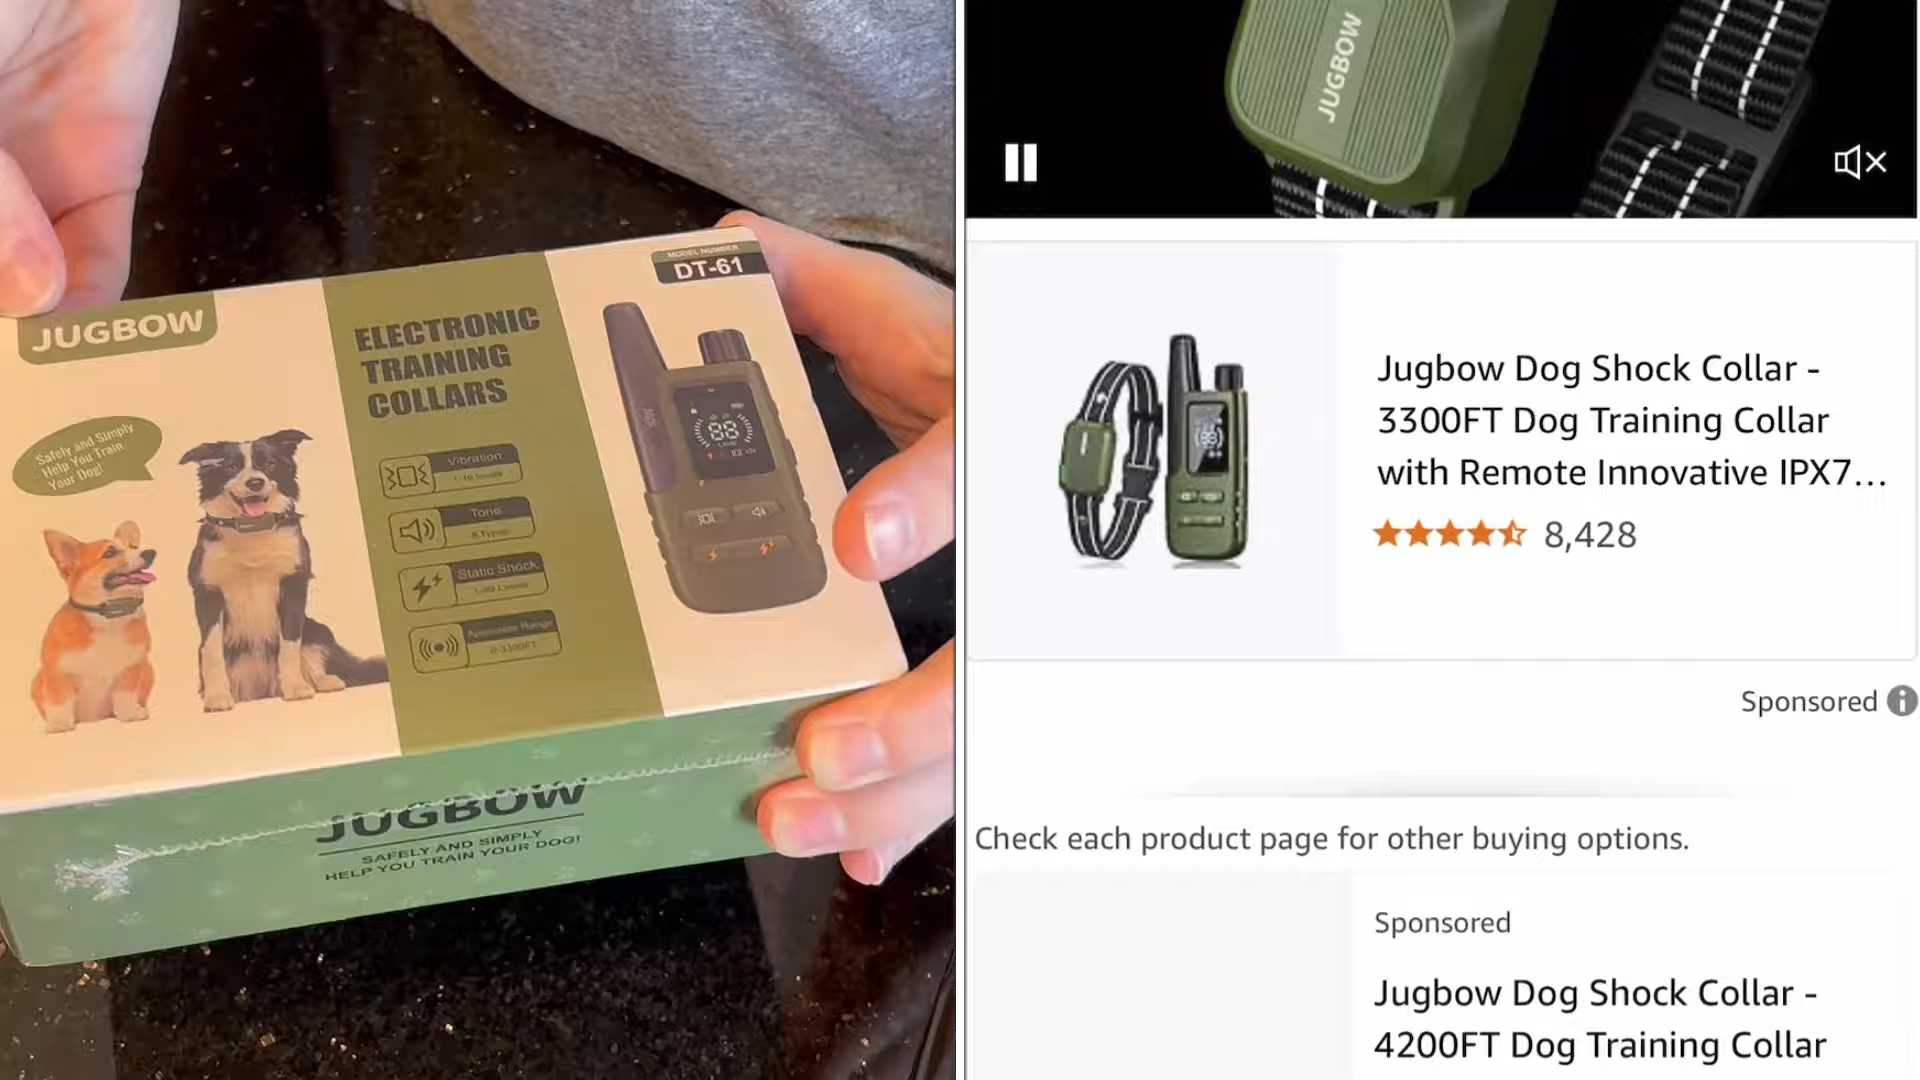 JUGBOW
ELECTRONIC
TRAINING
COLLARS
MODEL NUMBER
DT-61
Safely and Simply
Help You Train
Your Dog!
Vibration
Tone
Static Shock
0-3300FT
88
JUGBOW
SAFELY AND SIMPLY
HELP YOU TRAIN YOUR DOG!
JUGBOW
Jugbow Dog Shock Collar -
3300FT Dog Training Collar
with Remote Innovative IPX7...
8,428
Sponsored
Check each product page for other buying options.
Sponsored
Jugbow Dog Shock Collar -
4200FT Dog Training Collar